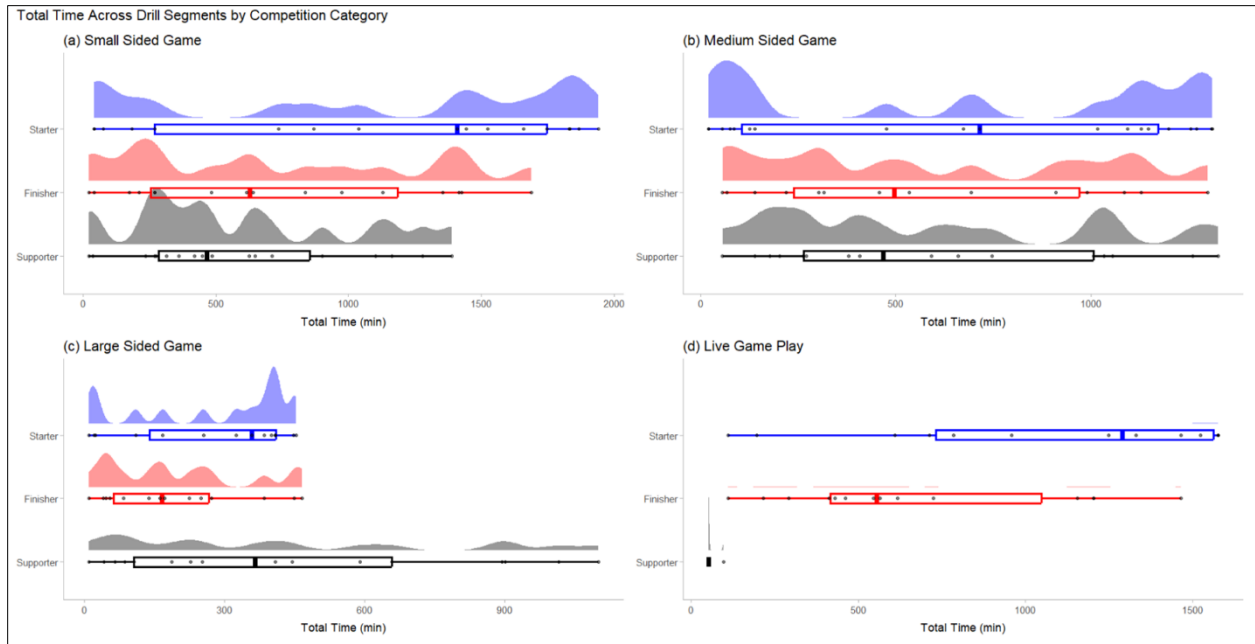 Total Time Across Drill Segments by Competition Category
(a) Small Sided Game
Starter
Finisher
Supporter
0 500 1000 1500 2000
Total Time (min)
(b) Medium Sided Game
Starter
Finisher
Supporter
0 500 1000
Total Time (min)
(c) Large Sided Game
Starter
Finisher
Supporter
0 300 600 900
Total Time (min)
(d) Live Game Play
Starter
Finisher
Supporter
0 500 1000 1500
Total Time (min)